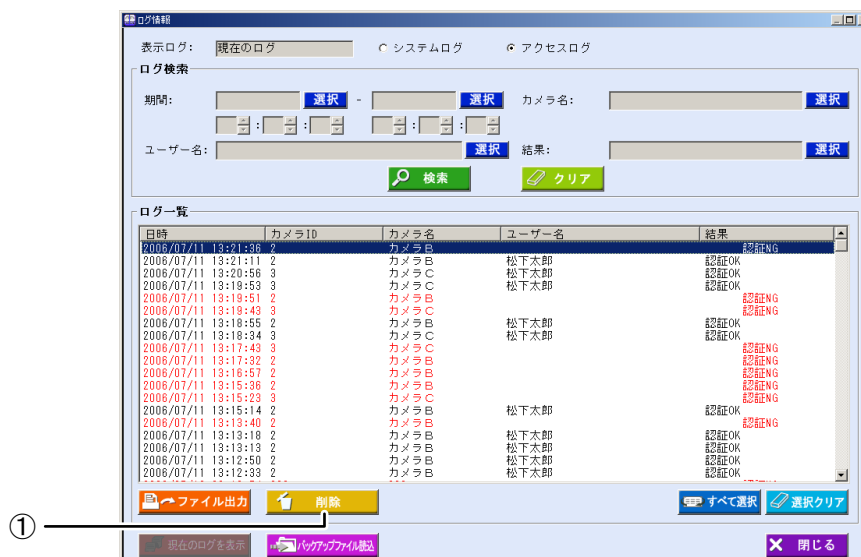 ログ情報
表示ログ: 現在のログ システムログ アクセスログ
ログ検索
期間: 選択 - 選択 カメラ名: 選択
: : : :
ユーザー名: 選択 結果: 選択
検索 クリア
ログ一覧
日時 カメラID カメラ名 ユーザー名 結果
2006/07/11 13:21:36 2 カメラB 認証NG
2006/07/11 13:21:11 2 カメラB 松下太郎 認証OK
2006/07/11 13:20:56 3 カメラC 松下太郎 認証OK
2006/07/11 13:19:53 3 カメラC 松下太郎 認証OK
2006/07/11 13:19:51 2 カメラB 認証NG
2006/07/11 13:19:43 3 カメラC 認証NG
2006/07/11 13:18:55 2 カメラB 松下太郎 認証OK
2006/07/11 13:18:34 3 カメラC 松下太郎 認証OK
2006/07/11 13:17:43 3 カメラC 認証NG
2006/07/11 13:17:32 2 カメラB 認証NG
2006/07/11 13:16:57 2 カメラB 認証NG
2006/07/11 13:15:36 2 カメラB 認証NG
2006/07/11 13:15:23 3 カメラC 認証NG
2006/07/11 13:15:14 2 カメラB 松下太郎 認証OK
2006/07/11 13:13:40 2 カメラB 認証NG
2006/07/11 13:13:18 2 カメラB 松下太郎 認証OK
2006/07/11 13:13:13 2 カメラB 松下太郎 認証OK
2006/07/11 13:12:50 2 カメラB 松下太郎 認証OK
2006/07/11 13:12:33 2 カメラB 松下太郎 認証OK
ファイル出力 削除 すべて選択 選択クリア
①
現在のログを表示 バックアップファイル読込 閉じる